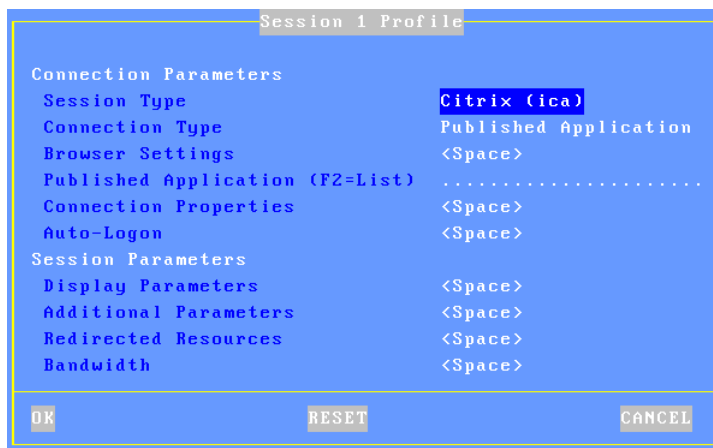 Session 1 Profile
Connection Parameters
Session Type Citrix (ica)
Connection Type Published Application
Browser Settings <Space>
Published Application (F2=List) ......................
Connection Properties <Space>
Auto-Logon <Space>
Session Parameters
Display Parameters <Space>
Additional Parameters <Space>
Redirected Resources <Space>
Bandwidth <Space>
OK RESET CANCEL